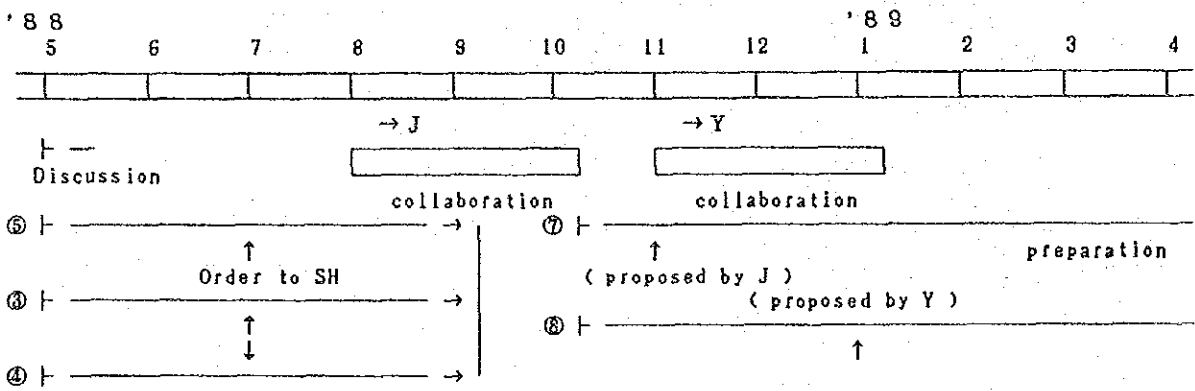 '88 '89
5 6 7 8 9 10 11 12 1 2 3 4
→ J → Y
Discussion
collaboration collaboration
⑤ ⑦
preparation
Order to SH ( proposed by J )
③ ( proposed by Y )
⑧
④